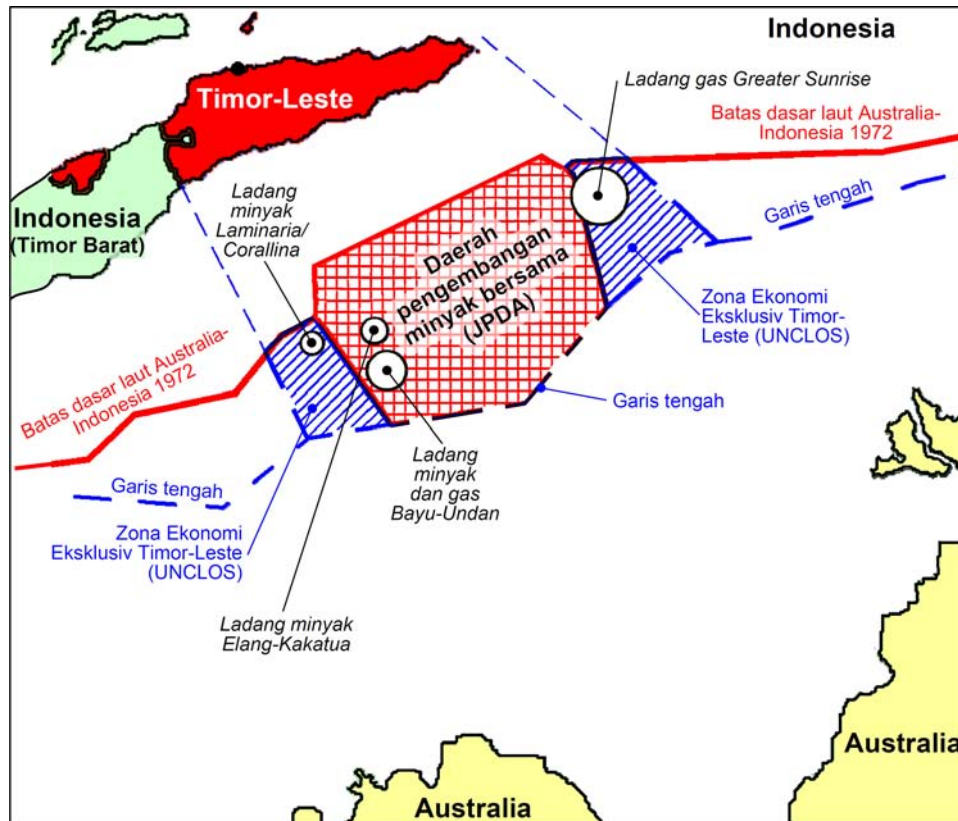 Indonesia
Ladang gas Greater Sunrise
Timor-Leste
Batas dasar laut Australia-
Indonesia 1972
Ladang
minyak
Laminaria/
Corallina
Indonesia
(Timor Barat)
Garis tengah
Daerah
pengembangan
minyak bersama
(JPDA)
Zona Ekonomi
Eksklusiv Timor-
Leste (UNCLOS)
Batas dasar laut Australia-
Indonesia 1972
Garis tengah
Ladang
minyak
dan gas
Bayu-Undan
Garis tengah
Zona Ekonomi
Eksklusiv Timor-Leste
(UNCLOS)
Ladang minyak
Elang-Kakatua
Australia
Australia